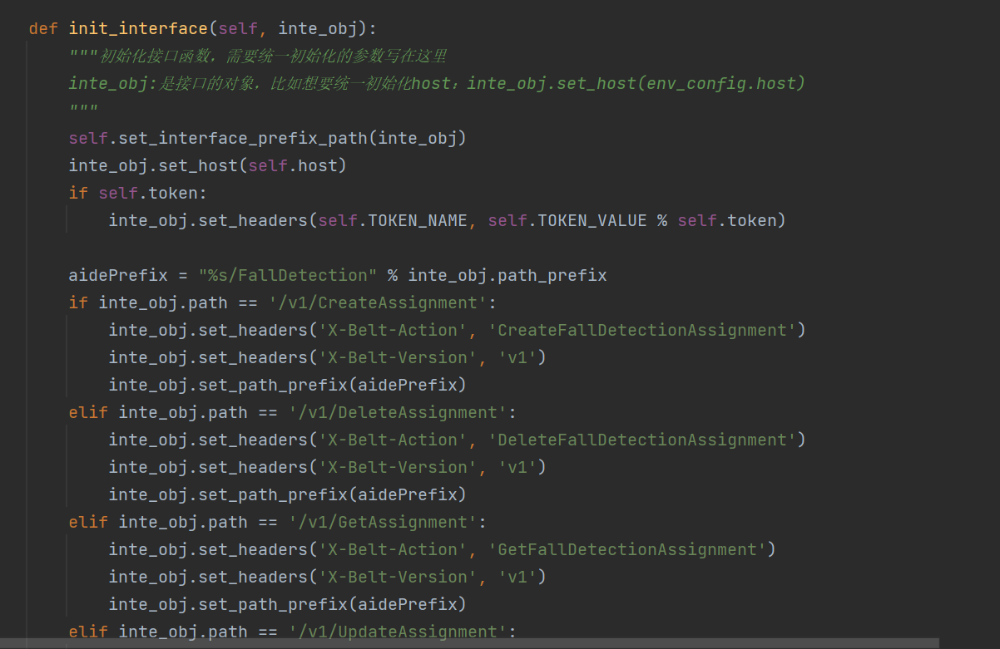 def init_interface(self, inte_obj):
"""初始化接口函数，需要统一初始化的参数写在这里
inte_obj:是接口的对象，比如想要统一初始化host：inte_obj.set_host(env_config.host)
"""
self.set_interface_prefix_path(inte_obj)
inte_obj.set_host(self.host)
if self.token:
inte_obj.set_headers(self.TOKEN_NAME, self.TOKEN_VALUE % self.token)
aidePrefix = "%s/FallDetection" % inte_obj.path_prefix
if inte_obj.path == '/v1/CreateAssignment':
inte_obj.set_headers('X-Belt-Action', 'CreateFallDetectionAssignment')
inte_obj.set_headers('X-Belt-Version', 'v1')
inte_obj.set_path_prefix(aidePrefix)
elif inte_obj.path == '/v1/DeleteAssignment':
inte_obj.set_headers('X-Belt-Action', 'DeleteFallDetectionAssignment')
inte_obj.set_headers('X-Belt-Version', 'v1')
inte_obj.set_path_prefix(aidePrefix)
elif inte_obj.path == '/v1/GetAssignment':
inte_obj.set_headers('X-Belt-Action', 'GetFallDetectionAssignment')
inte_obj.set_headers('X-Belt-Version', 'v1')
inte_obj.set_path_prefix(aidePrefix)
elif inte_obj.path == '/v1/UpdateAssignment':